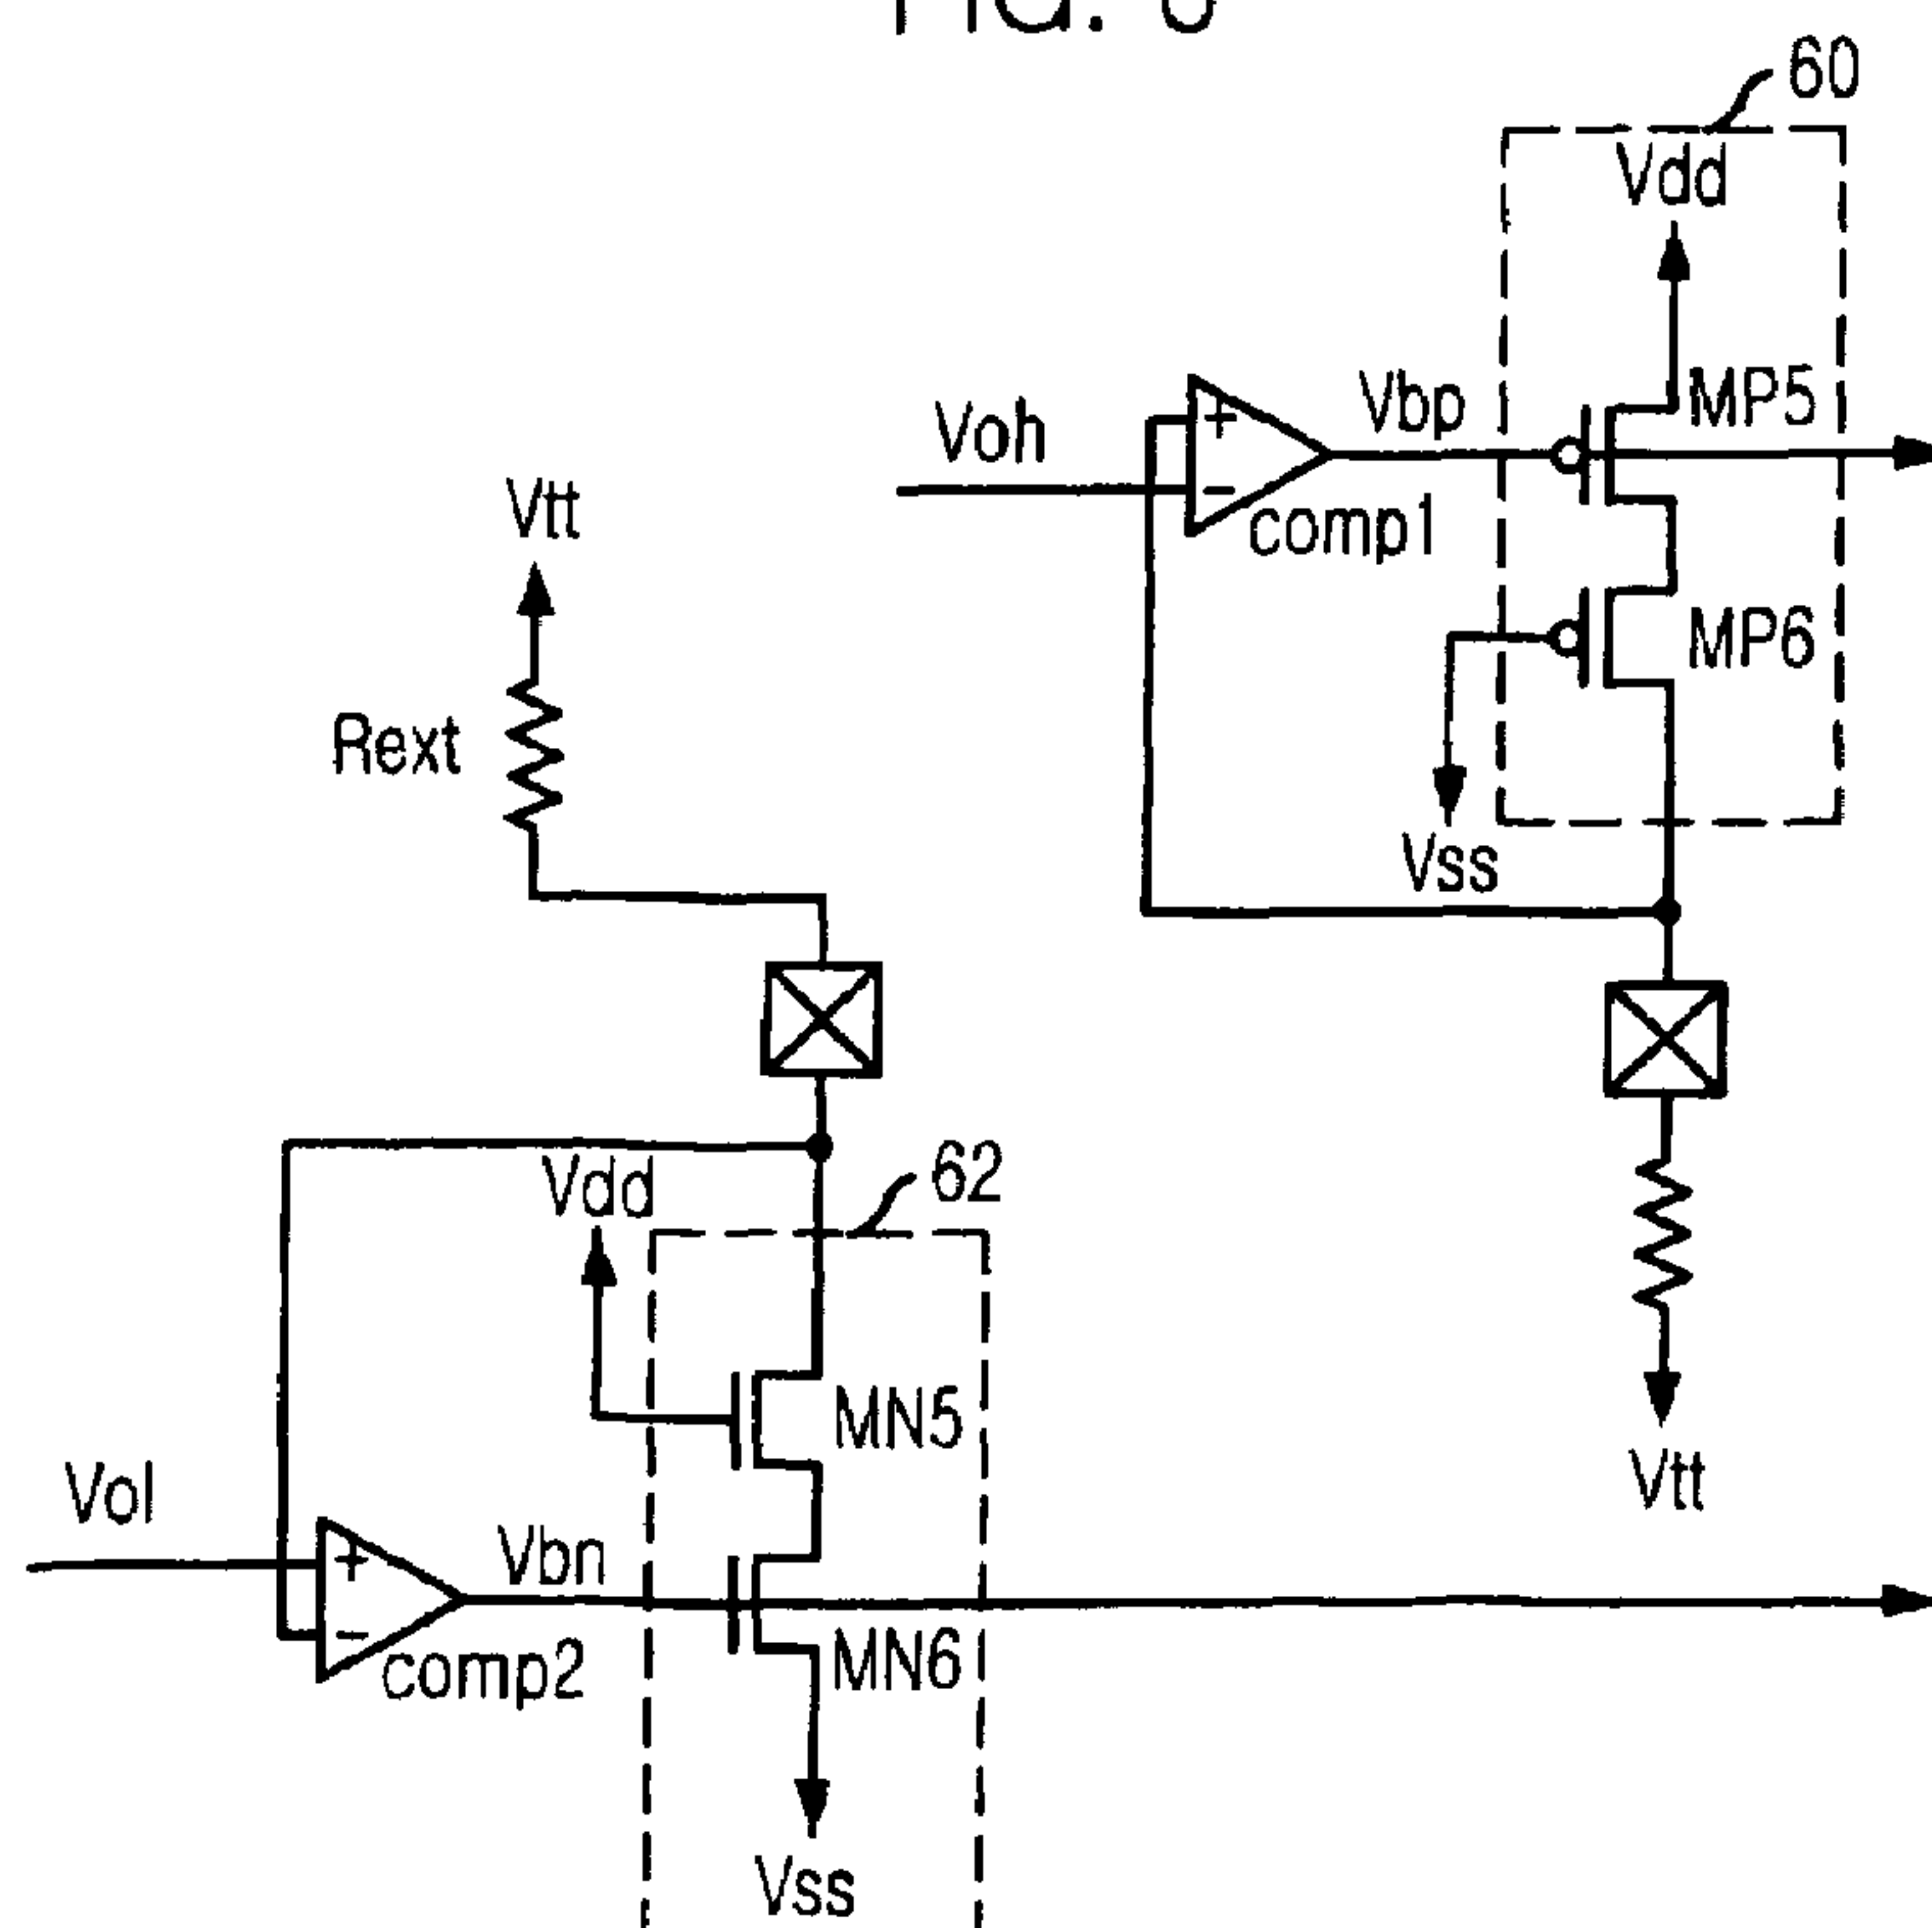 FIG.
60
Vdd
MP5
Vbp
Voh
+
-
comp1
Vtt
MP6
Rext
Vss
62
Vdd
MN5
Vol
Vtt
Vbn
+
-
comp2
MN6
Vss